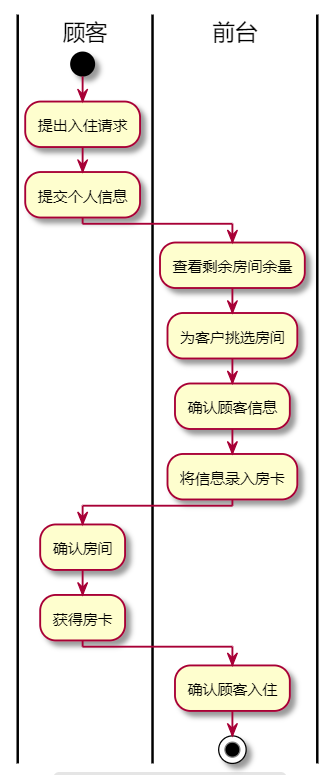 顾客
前台
提出入住请求
提交个人信息
查看剩余房间余量
为客户挑选房间
确认顾客信息
将信息录入房卡
确认房间
获得房卡
确认顾客入住